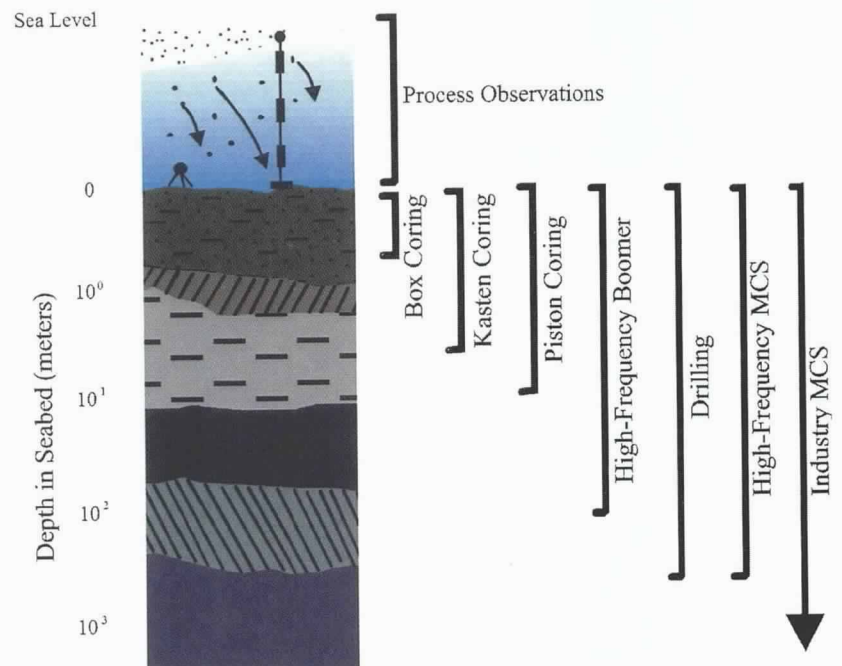 Sea Level
Process Observations
0
10⁰
10¹
10²
10³
Depth in Seabed (meters)
Box Coring
Kasten Coring
Piston Coring
High-Frequency Boomer
Drilling
High-Frequency MCS
Industry MCS